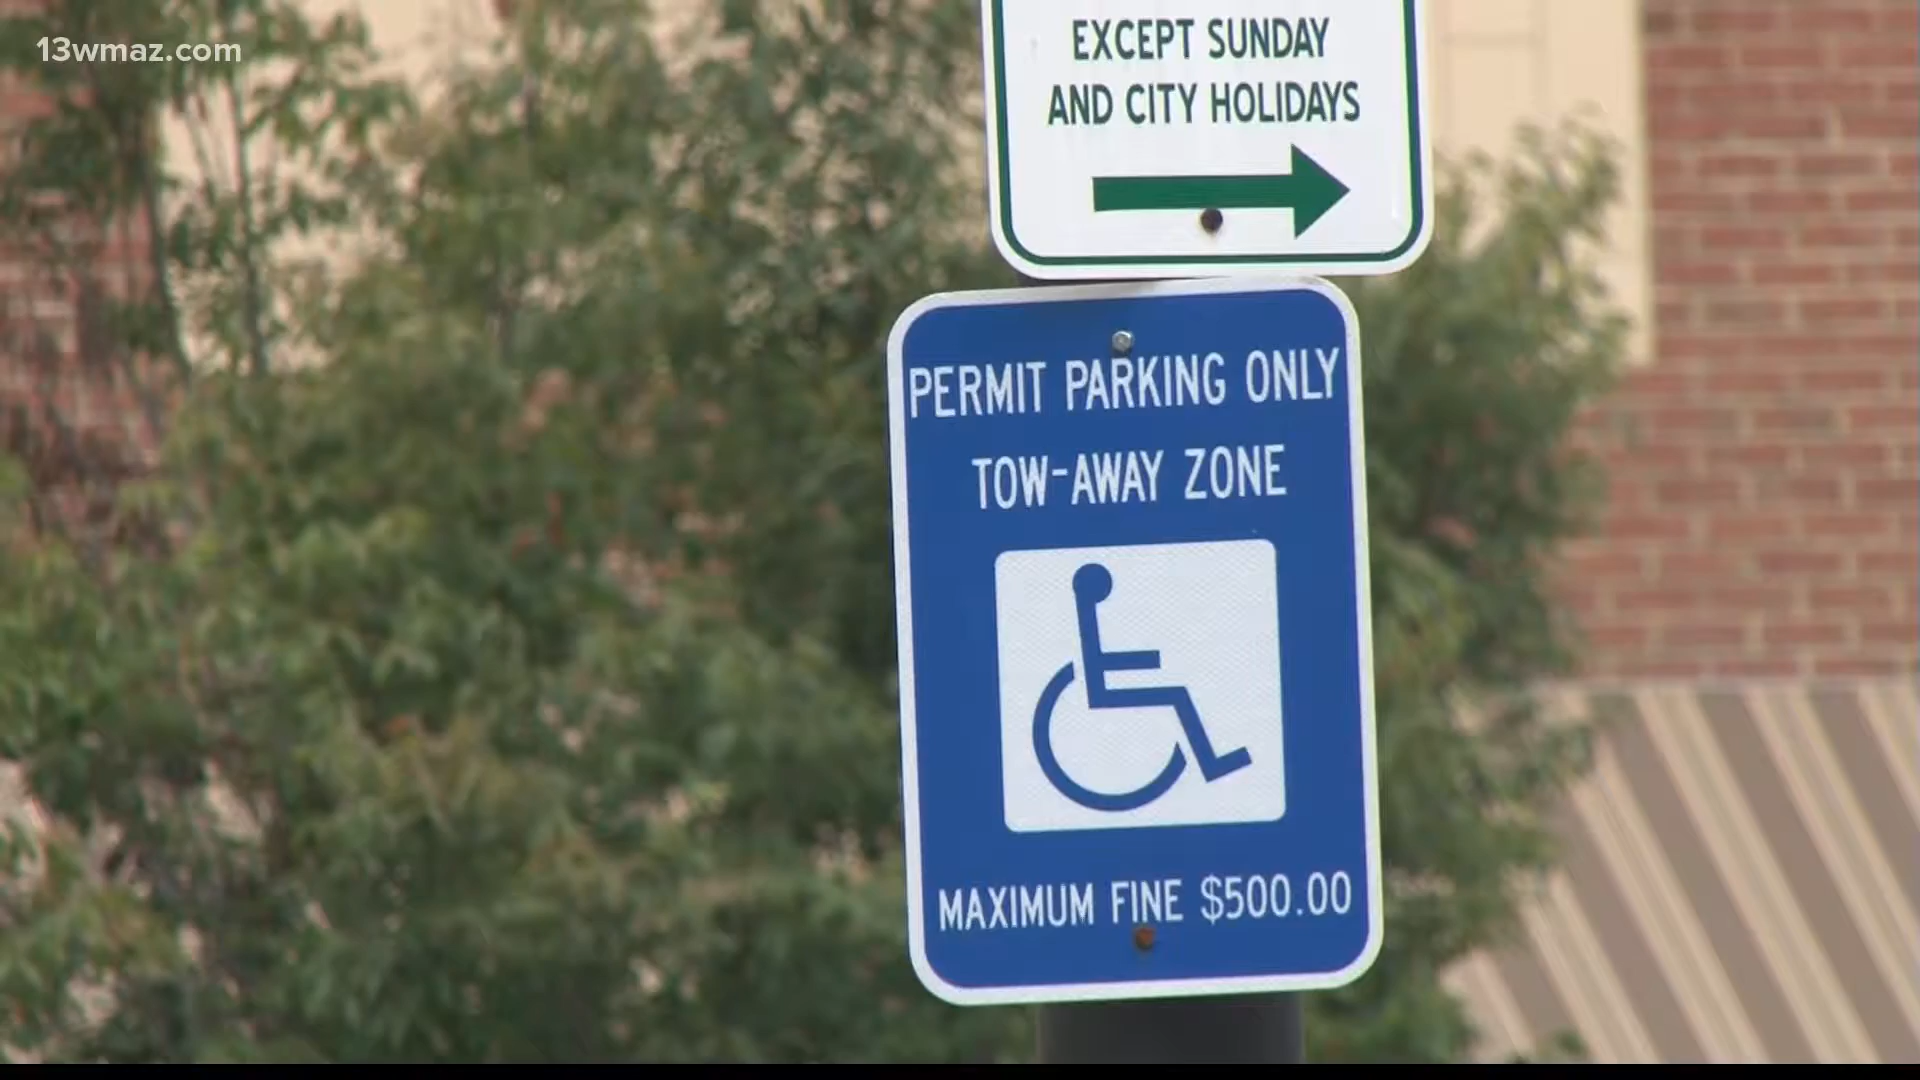 13wmaz.com
EXCEPT SUNDAY
AND CITY HOLIDAYS
PERMIT PARKING ONLY
TOW-AWAY ZONE
MAXIMUM FINE $500.00